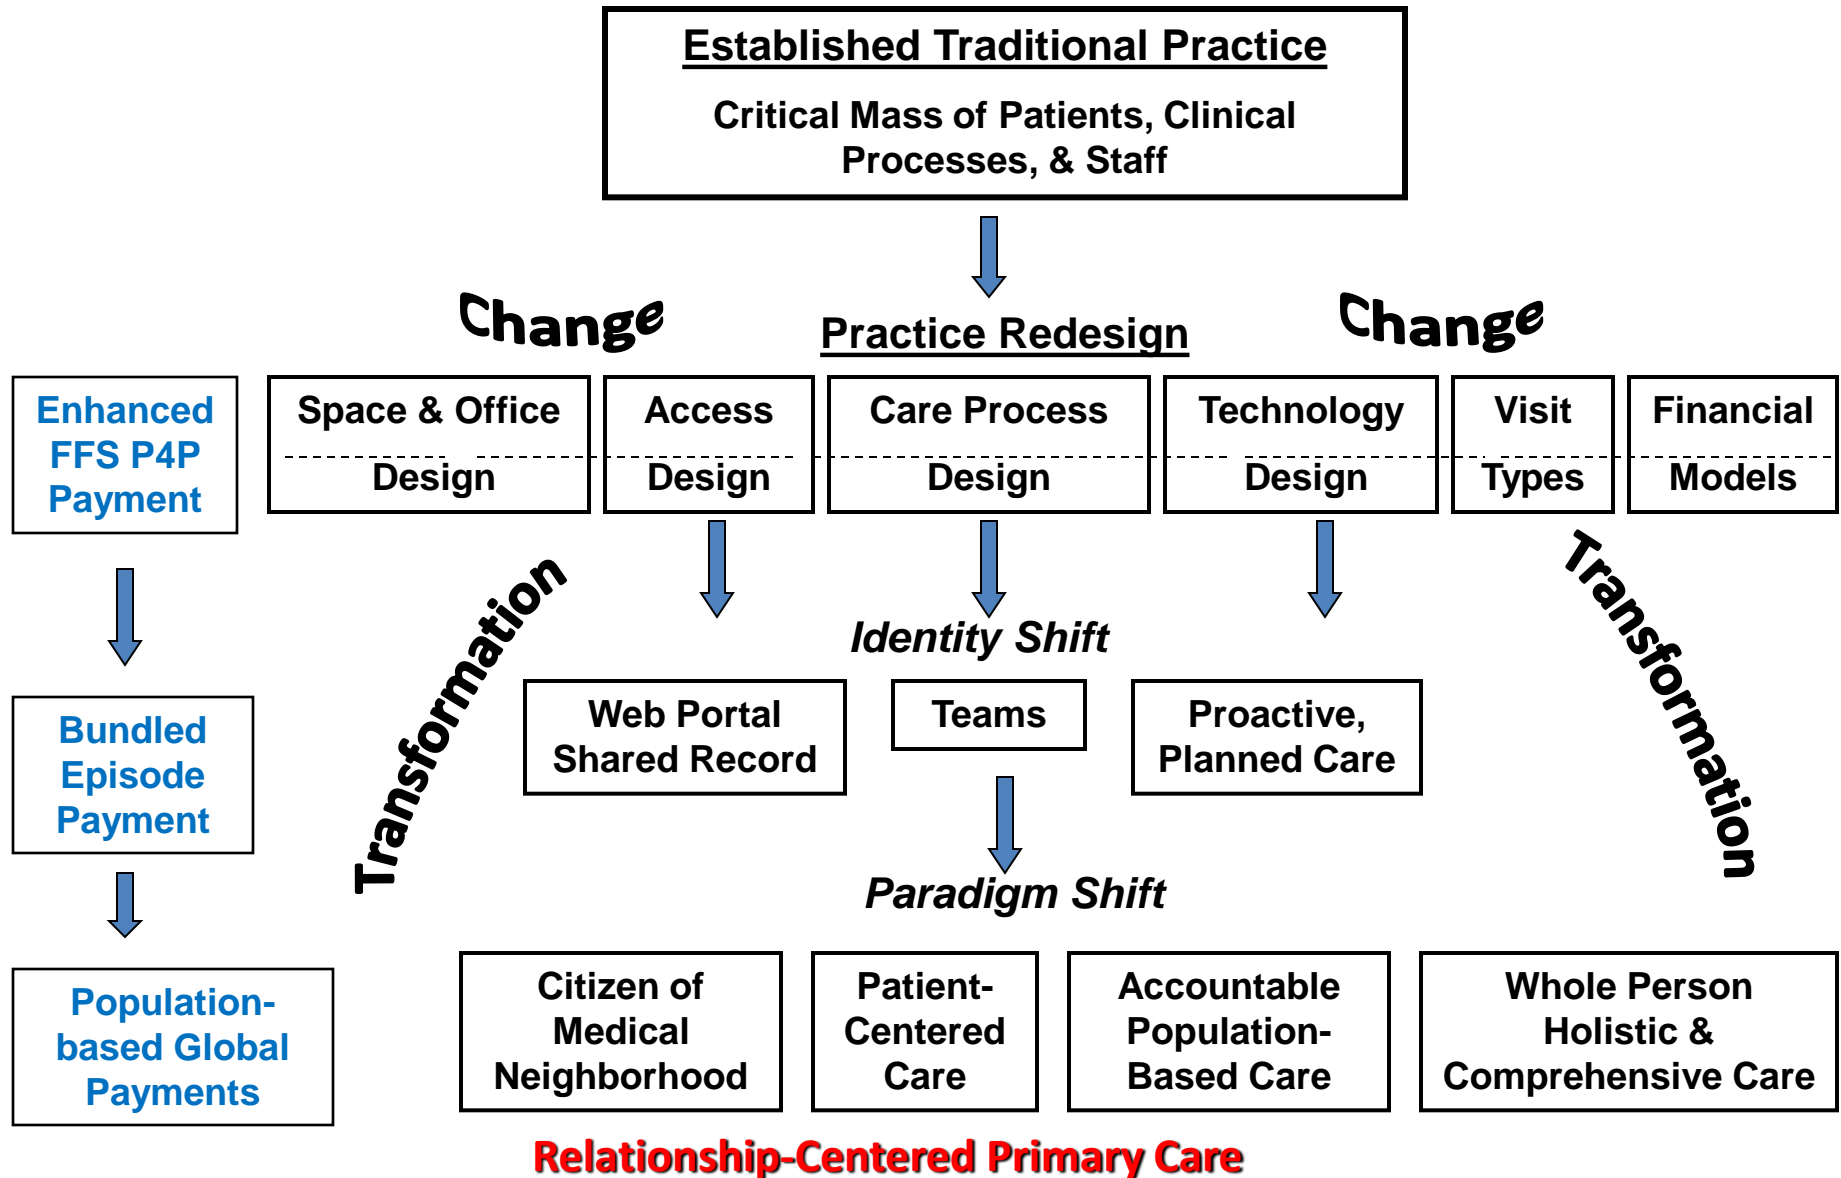 Established Traditional Practice
Critical Mass of Patients, Clinical
Processes, & Staff
Change
Practice Redesign
Change
Enhanced
FFS P4P
Payment
Space & Office
Design
Access
Design
Care Process
Design
Technology
Design
Visit
Types
Financial
Models
Transformation
Identity Shift
Transformation
Bundled
Episode
Payment
Web Portal
Shared Record
Teams
Proactive,
Planned Care
Paradigm Shift
Population-
based Global
Payments
Citizen of
Medical
Neighborhood
Patient-
Centered
Care
Accountable
Population-
Based Care
Whole Person
Holistic &
Comprehensive Care
Relationship-Centered Primary Care